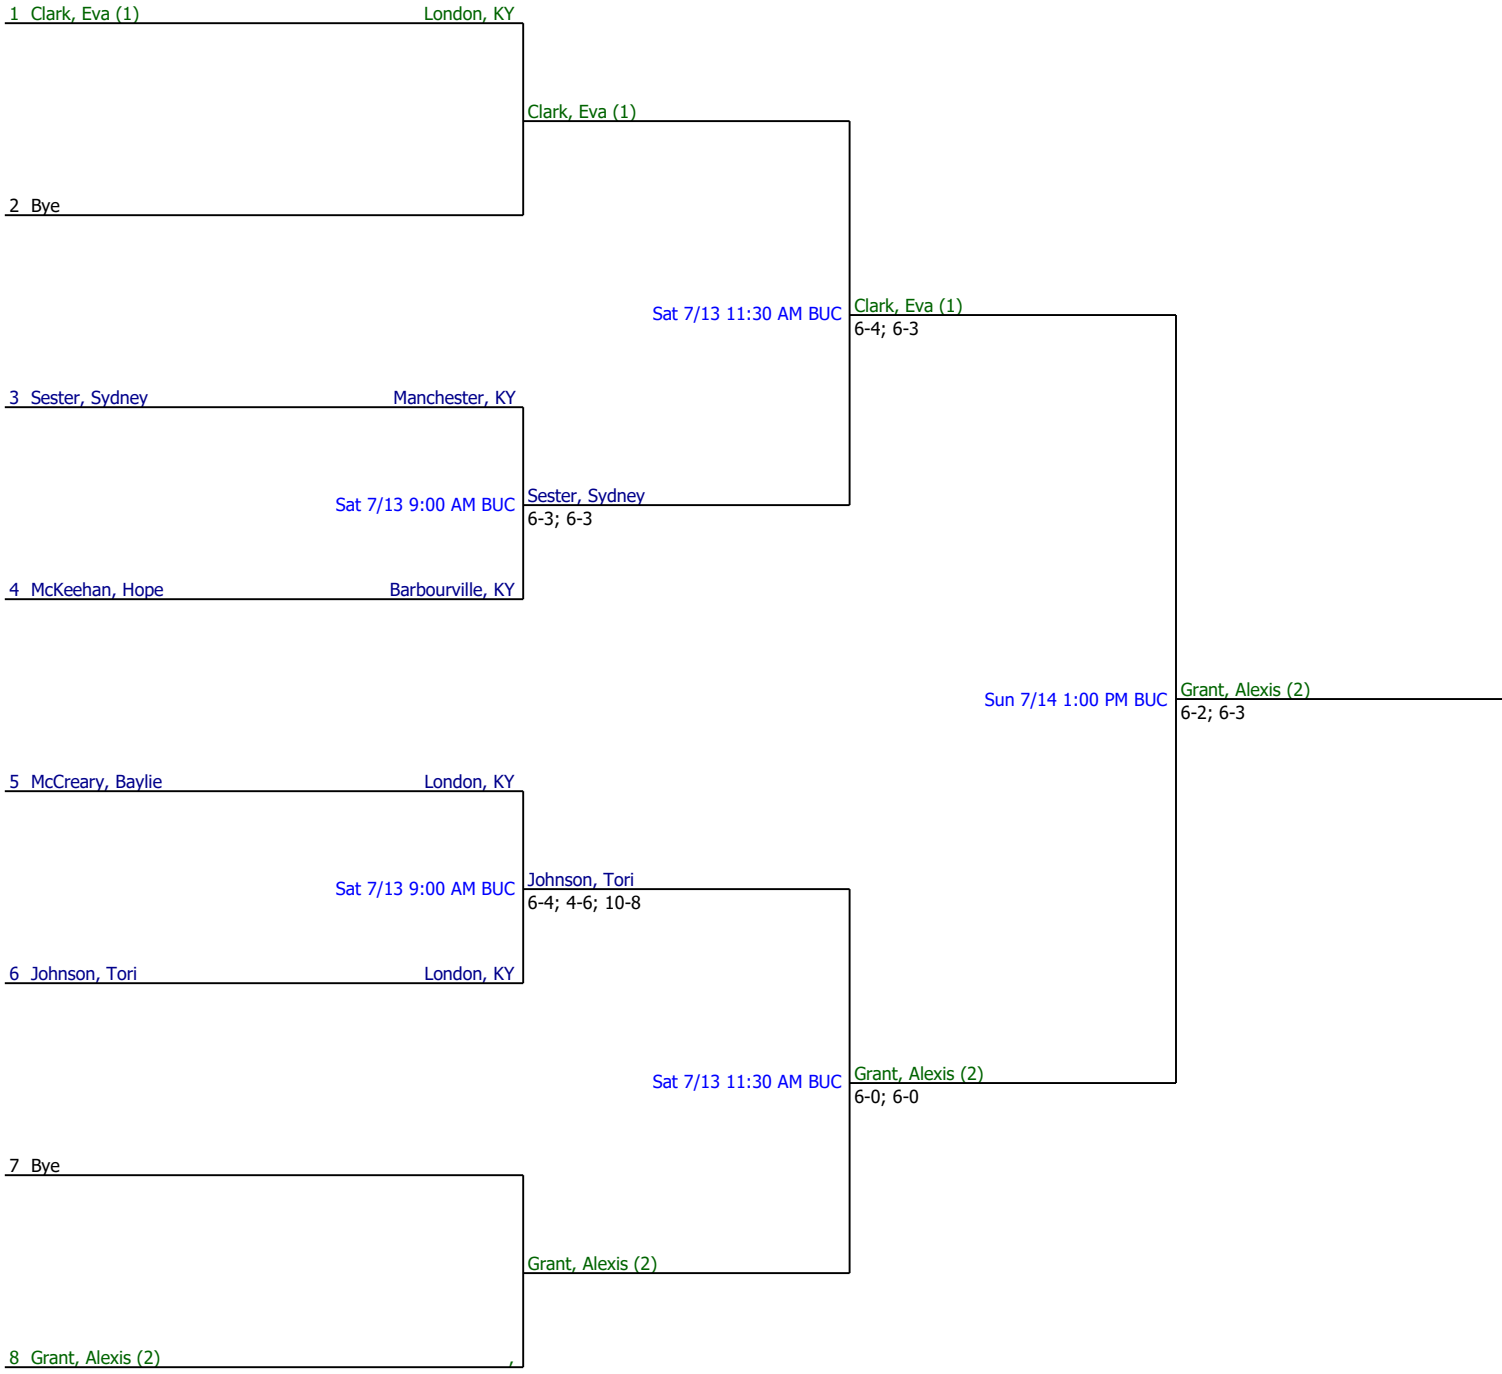 1 Clark, Eva (1) London, KY
Clark, Eva (1)
2 Bye
Sat 7/13 11:30 AM BUC Clark, Eva (1)
6-4; 6-3
3 Sester, Sydney Manchester, KY
Sat 7/13 9:00 AM BUC Sester, Sydney
6-3; 6-3
4 McKeehan, Hope Barbourville, KY
Sun 7/14 1:00 PM BUC Grant, Alexis (2)
6-2; 6-3
5 McCreary, Baylie London, KY
Sat 7/13 9:00 AM BUC Johnson, Tori
6-4; 4-6; 10-8
6 Johnson, Tori London, KY
Sat 7/13 11:30 AM BUC Grant, Alexis (2)
6-0; 6-0
7 Bye
Grant, Alexis (2)
8 Grant, Alexis (2) ,